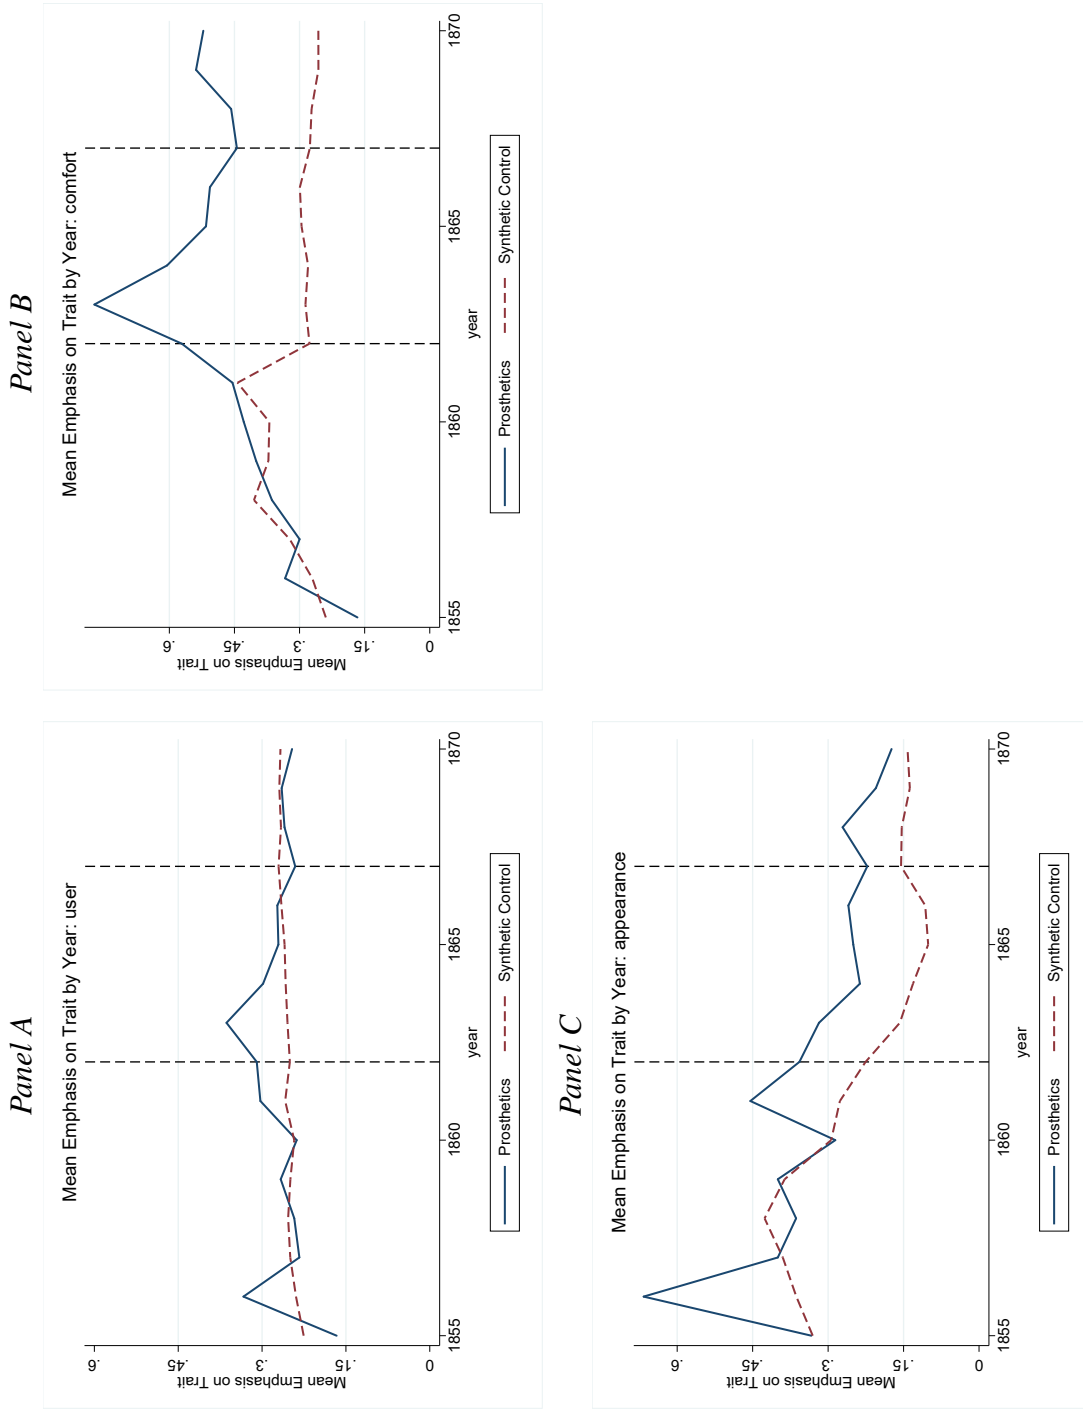 Panel A
Mean Emphasis on Trait by Year: user
Mean Emphasis on Trait
.6
.45
.3
.15
0
1855
1860
1865
1870
year
Prosthetics
Synthetic Control
Panel B
Mean Emphasis on Trait by Year: comfort
Mean Emphasis on Trait
.6
.45
.3
.15
0
1855
1860
1865
1870
year
Prosthetics
Synthetic Control
Panel C
Mean Emphasis on Trait by Year: appearance
Mean Emphasis on Trait
.6
.45
.3
.15
0
1855
1860
1865
1870
year
Prosthetics
Synthetic Control